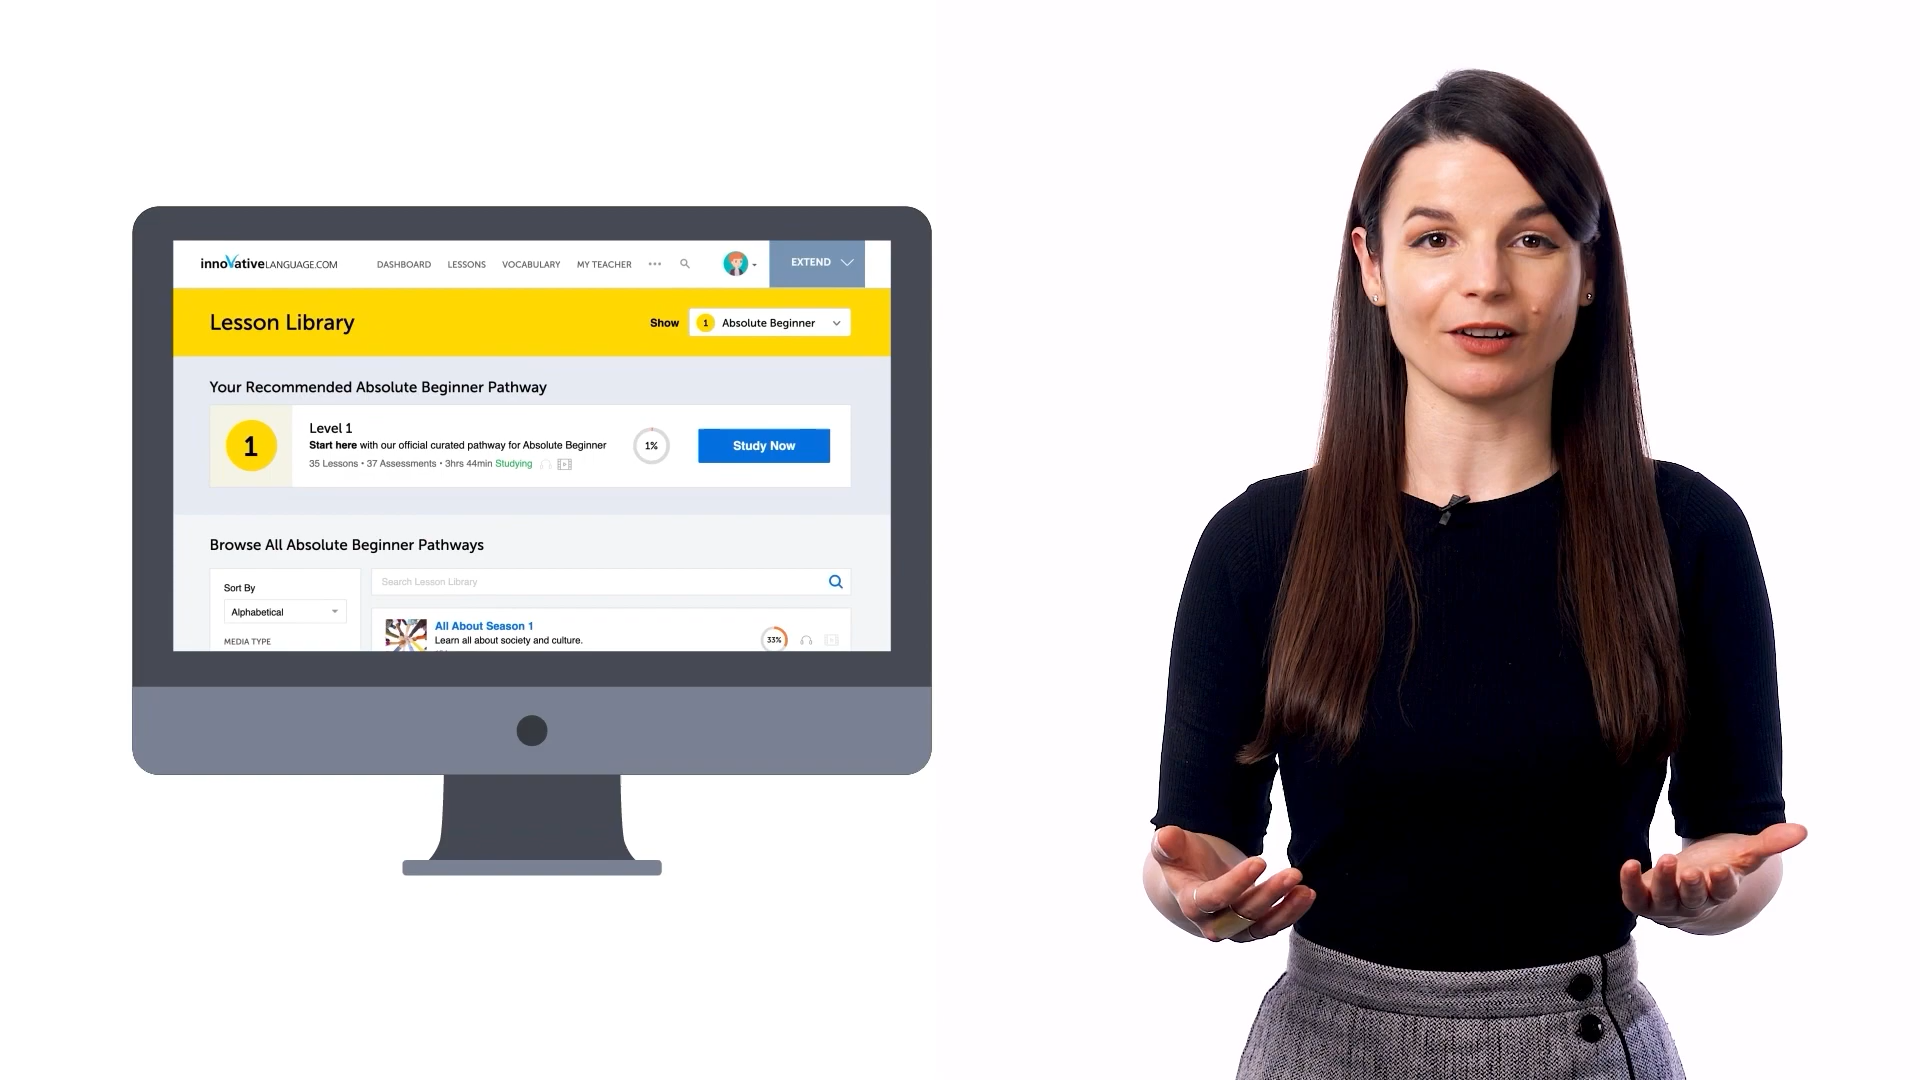 innoVativeLANGUAGE.COM DASHBOARD LESSONS VOCABULARY MY TEACHER ••• EXTEND
Lesson Library Show 1 Absolute Beginner
Your Recommended Absolute Beginner Pathway
1
Level 1
Start here with our official curated pathway for Absolute Beginner
35 Lessons • 37 Assessments • 3hrs 44min Studying
1%
Study Now
Browse All Absolute Beginner Pathways
Sort By
Alphabetical
MEDIA TYPE
Search Lesson Library
All About Season 1
Learn all about society and culture.
33%